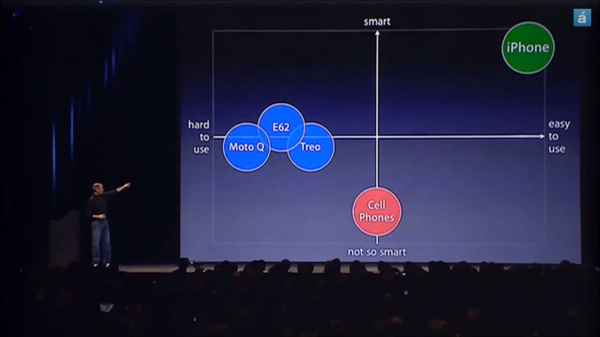 á
smart
iPhone
hard
to
use
E62
Moto Q
Treo
easy
to
use
Cell
Phones
not so smart